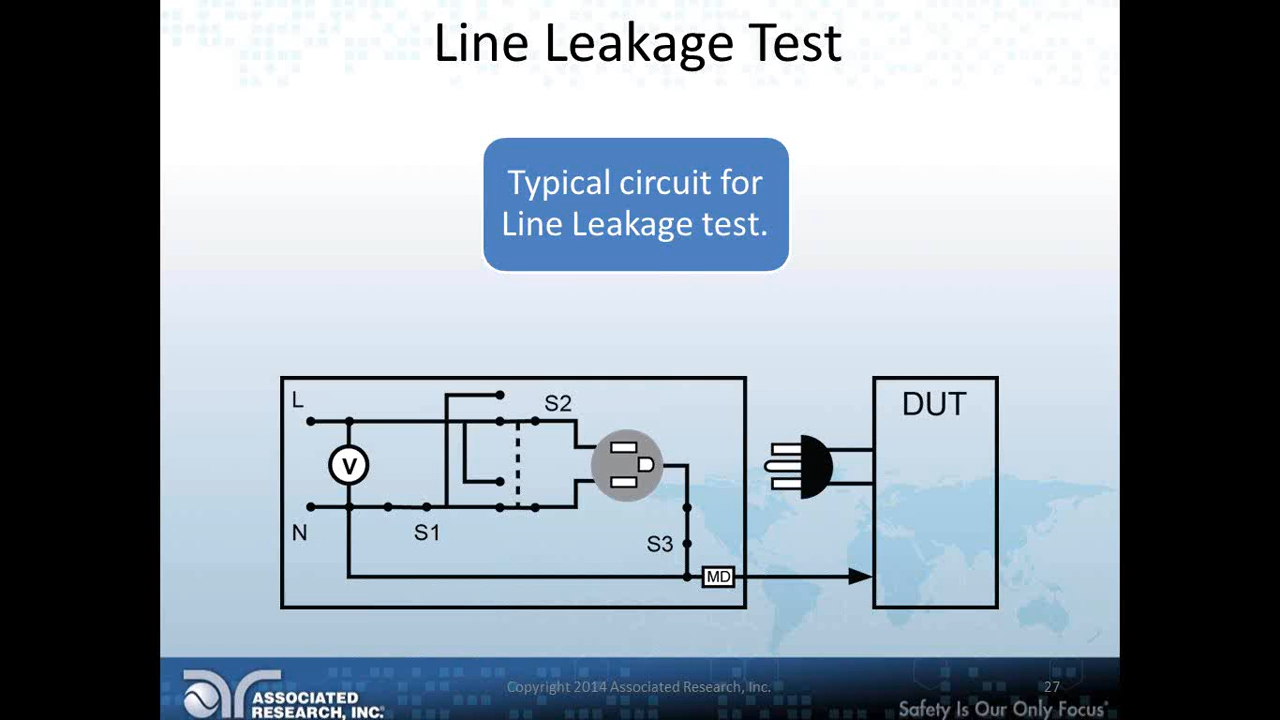 Line Leakage Test
Typical circuit for
Line Leakage test.
L
S2
DUT
V
N
S1
S3
MD
ASSOCIATED
RESEARCH, INC.
Copyright 2014 Associated Research, Inc.
27
Safety Is Our Only Focus